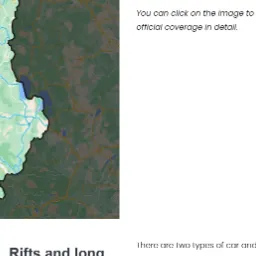 You can click on the image to
official coverage in detail.
Rifts and long
There are two types of car and